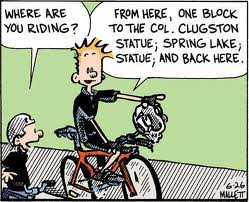 WHERE ARE
YOU RIDING?
FROM HERE, ONE BLOCK
TO THE COL. CLUGSTON
STATUE; SPRING LAKE;
STATUE; AND BACK HERE.
6-26
MALLETT